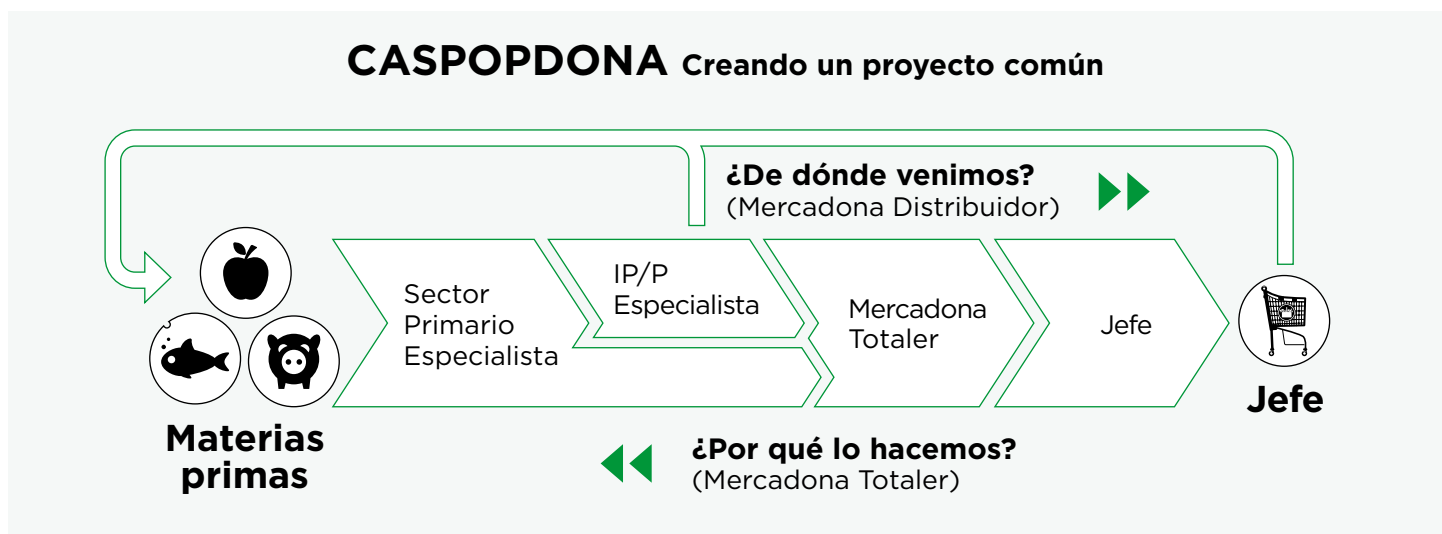 CASPOPDONA Creando un proyecto común
¿De dónde venimos?
(Mercadona Distribuidor)
Sector
Primario
Especialista
IP/P
Especialista
Mercadona
Totaler
Jefe
Materias
primas
Jefe
¿Por qué lo hacemos?
(Mercadona Totaler)